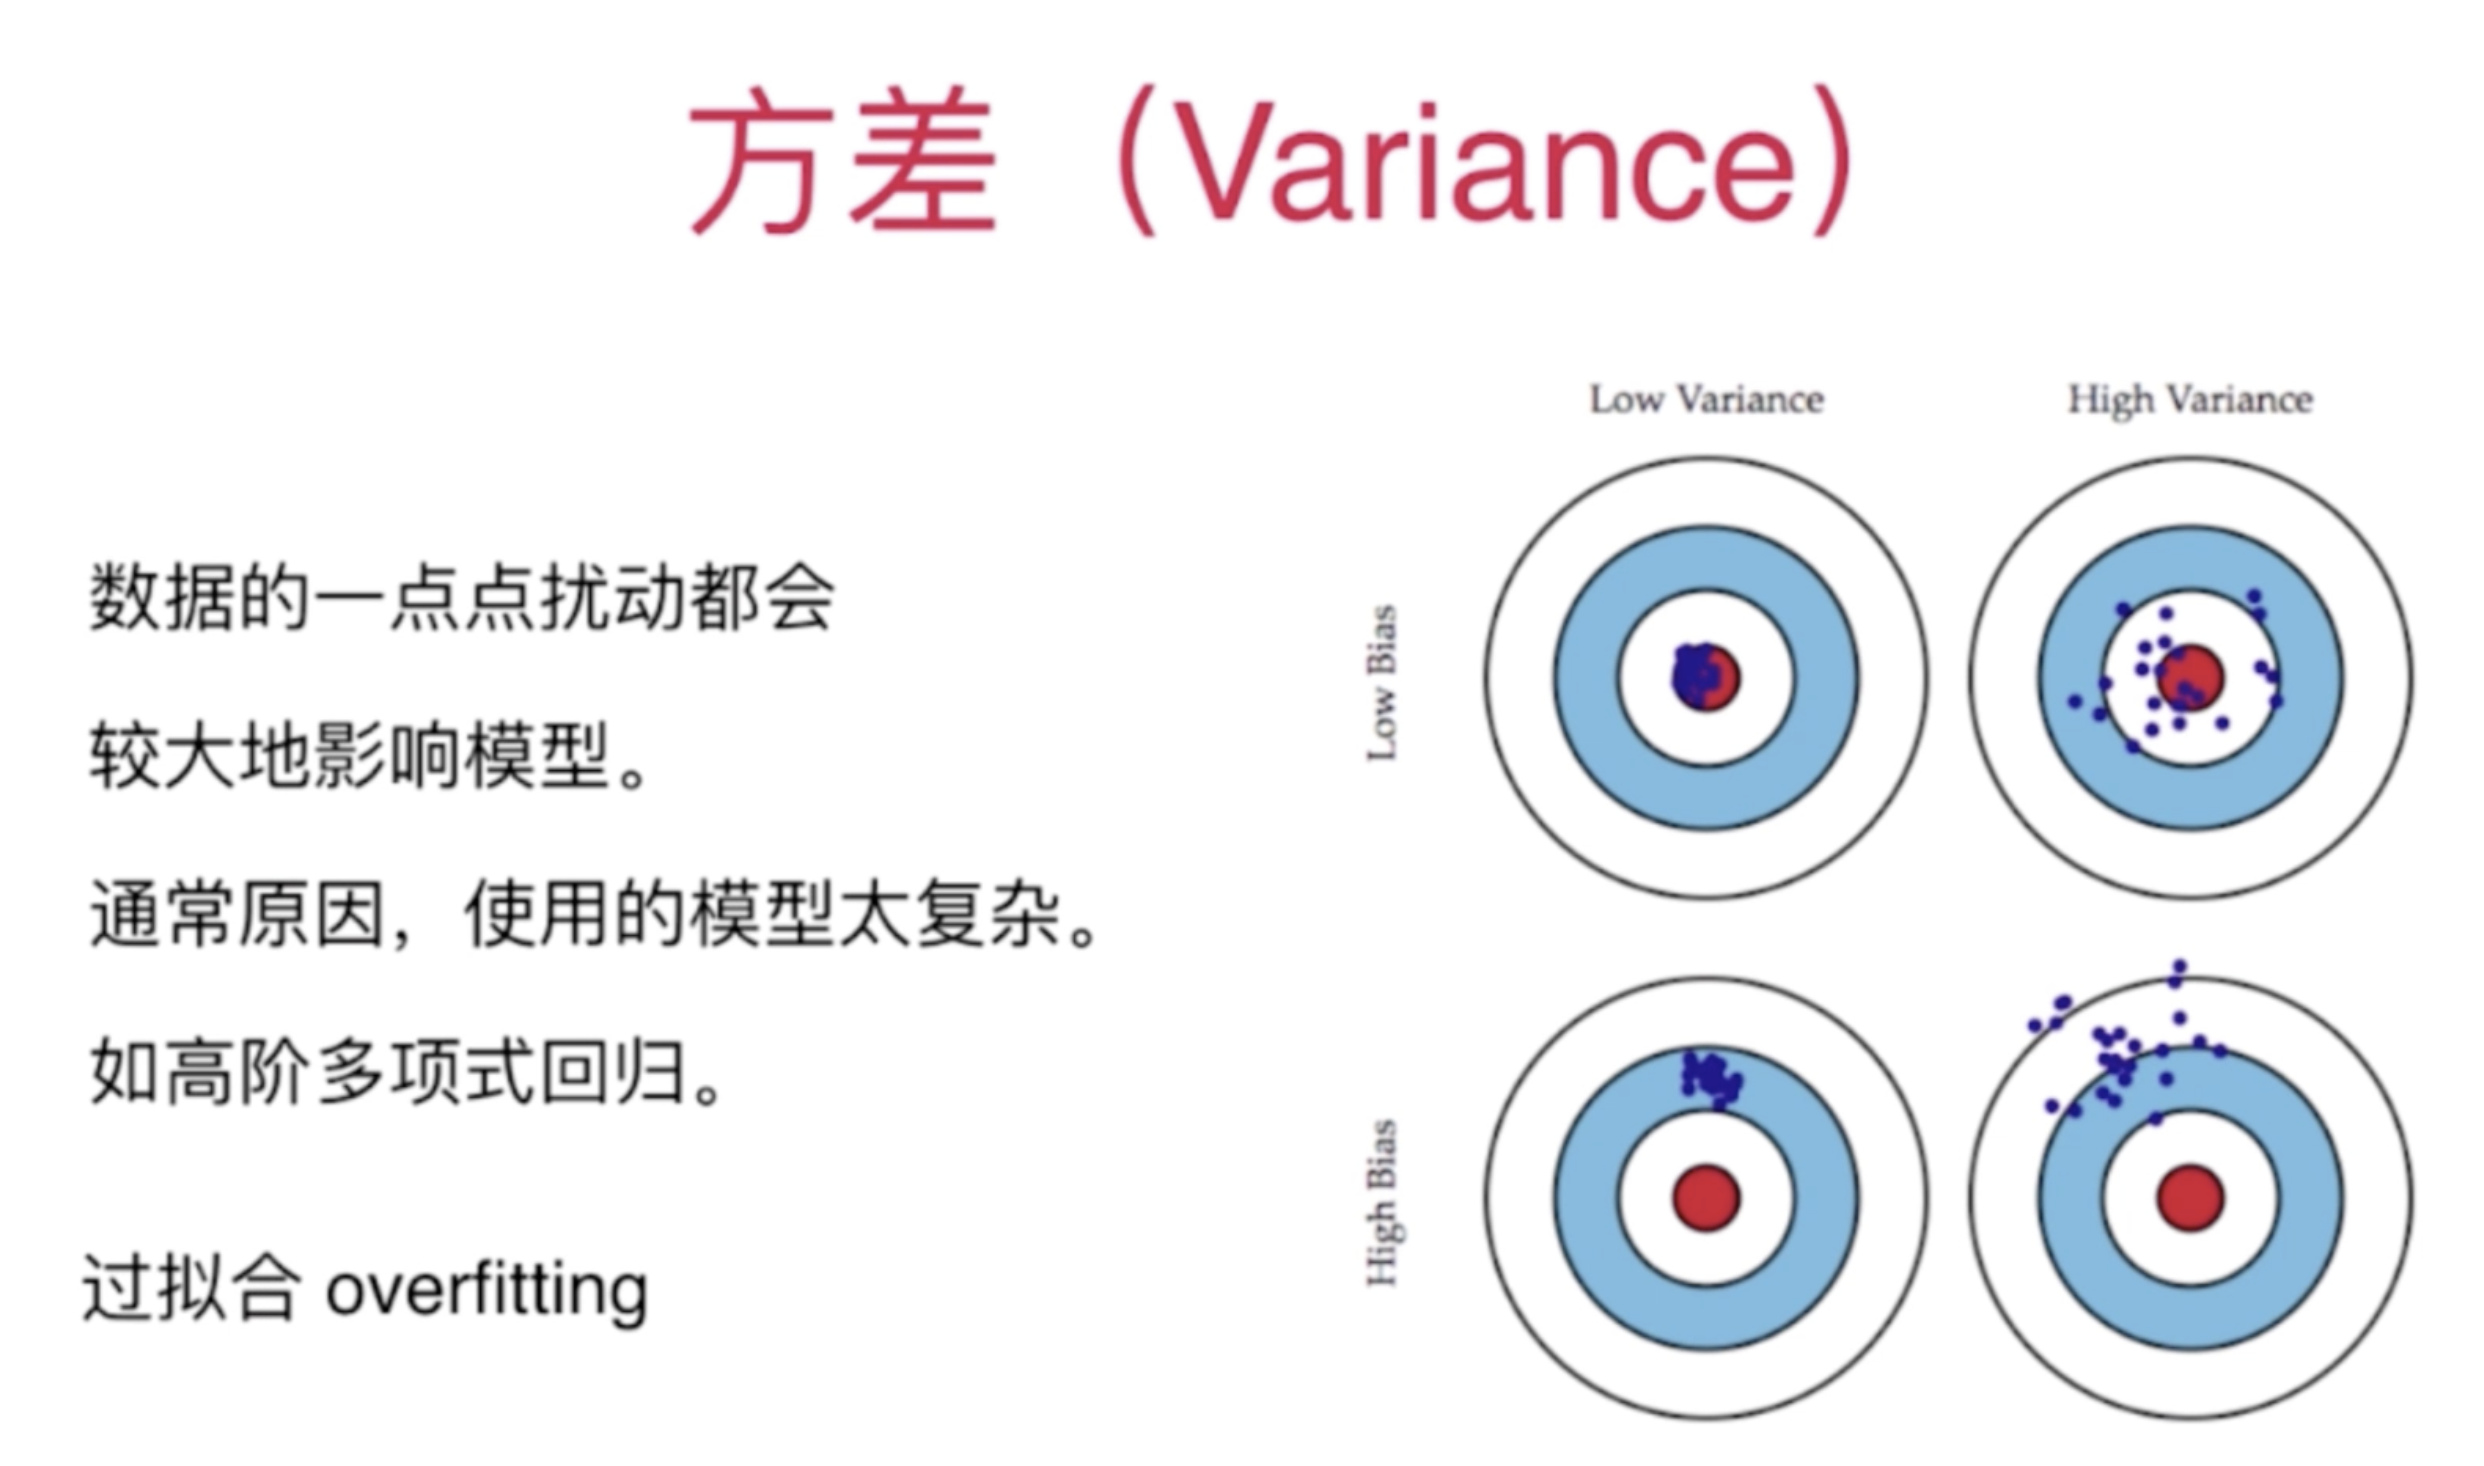 方差（Variance）
数据的一点点扰动都会
较大地影响模型。
通常原因，使用的模型太复杂。
如高阶多项式回归。
过拟合 overfitting
Low Variance
High Variance
Low Bias
High Bias